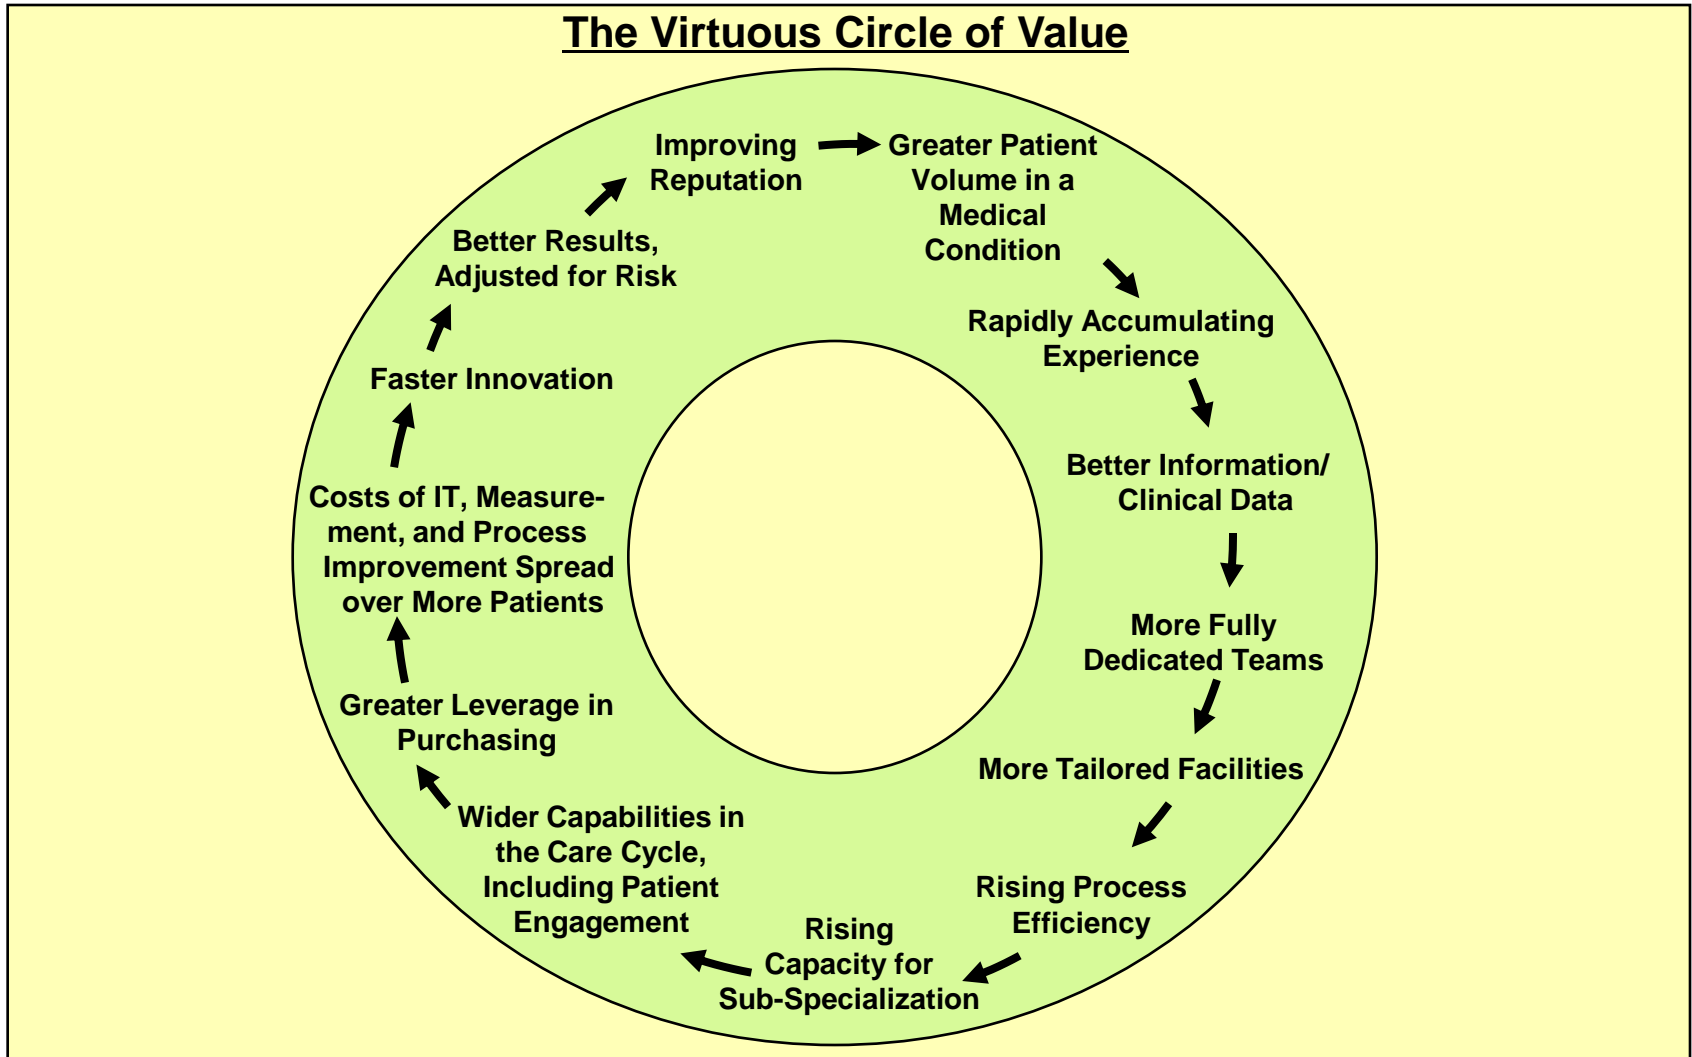 The Virtuous Circle of Value
Improving
Reputation
Greater Patient
Volume in a
Medical
Condition
Rapidly Accumulating
Experience
Better Information/
Clinical Data
More Fully
Dedicated Teams
More Tailored Facilities
Rising Process
Efficiency
Rising
Capacity for
Sub-Specialization
Wider Capabilities in
the Care Cycle,
Including Patient
Engagement
Greater Leverage in
Purchasing
Costs of IT, Measure-
ment, and Process
Improvement Spread
over More Patients
Faster Innovation
Better Results,
Adjusted for Risk